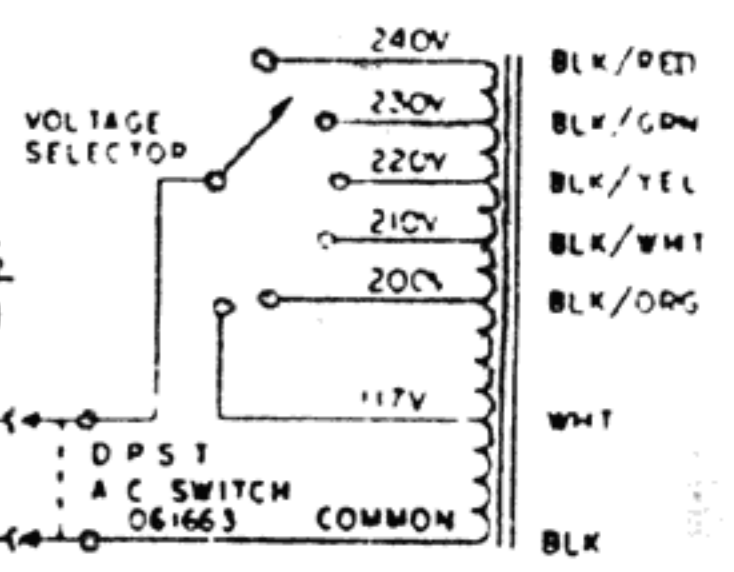 240V
BLK/RED
230V
BLK/GRN
VOLTAGE
SELECTOR
220V
BLK/YEL
210V
BLK/WHT
200V
BLK/ORG
117V
WHT
DPST
AC SWITCH
061663
COMMON
BLK